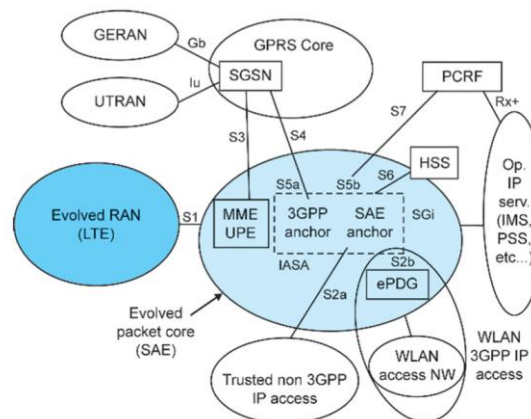 GERAN
Gb
GPRS Core
SGSN
PCRF
UTRAN
Iu
Rx+
S7
S3
S4
HSS
S6
Op.
IP
serv.
(IMS,
PSS,
etc...)
S5a
S5b
Evolved RAN
(LTE)
S1
MME
UPE
3GPP
anchor
SAE
anchor
SGi
IASA
S2b
ePDG
S2a
Evolved
packet core
(SAE)
WLAN
3GPP IP
access
WLAN
access NW
Trusted non 3GPP
IP access